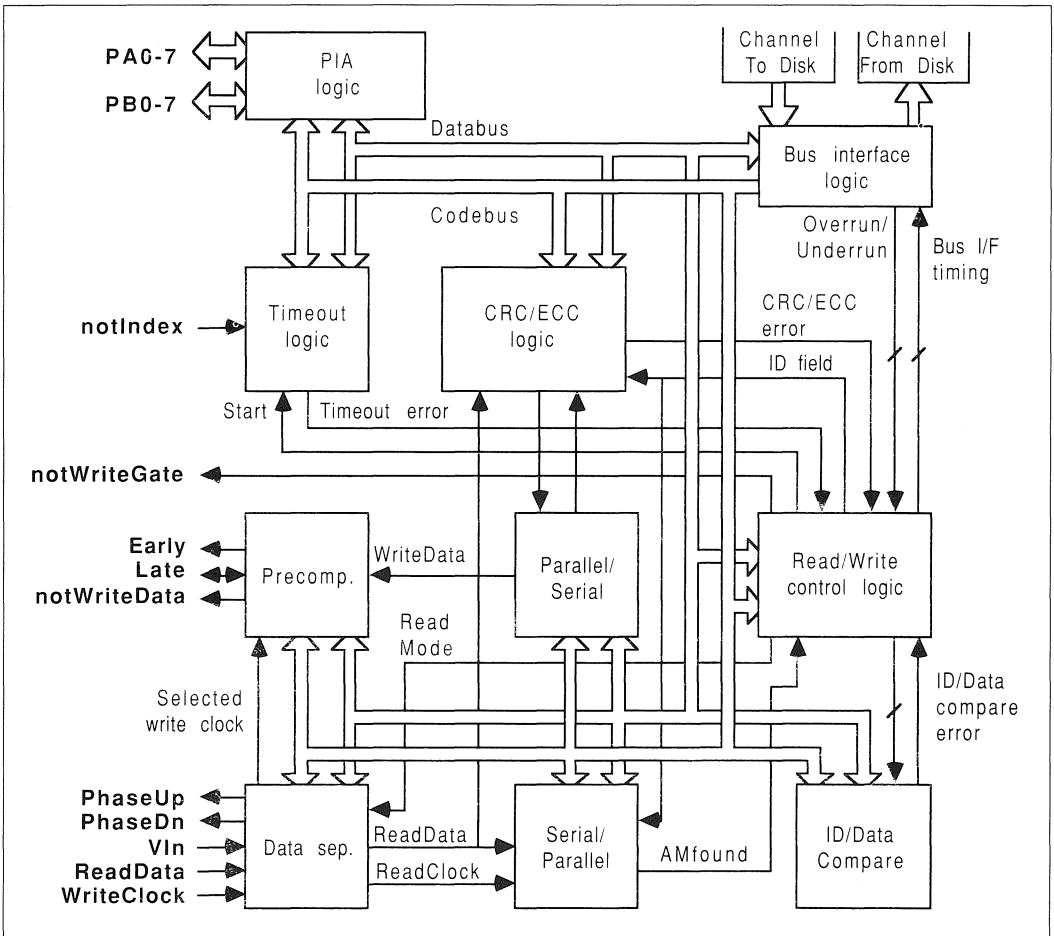 PA0-7
PB0-7
PIA
logic
Channel
To Disk
Channel
From Disk
Databus
Bus interface
logic
Codebus
Overrun/
Underrun
Bus I/F
timing
notIndex
Timeout
logic
CRC/ECC
logic
CRC/ECC
error
ID field
Start
Timeout error
notWriteGate
Early
Late
notWriteData
Precomp.
WriteData
Parallel/
Serial
Read/Write
control logic
Read
Mode
Selected
write clock
ID/Data
compare
error
PhaseUp
PhaseDn
VIn
ReadData
WriteClock
Data sep.
ReadData
ReadClock
Serial/
Parallel
AMfound
ID/Data
Compare